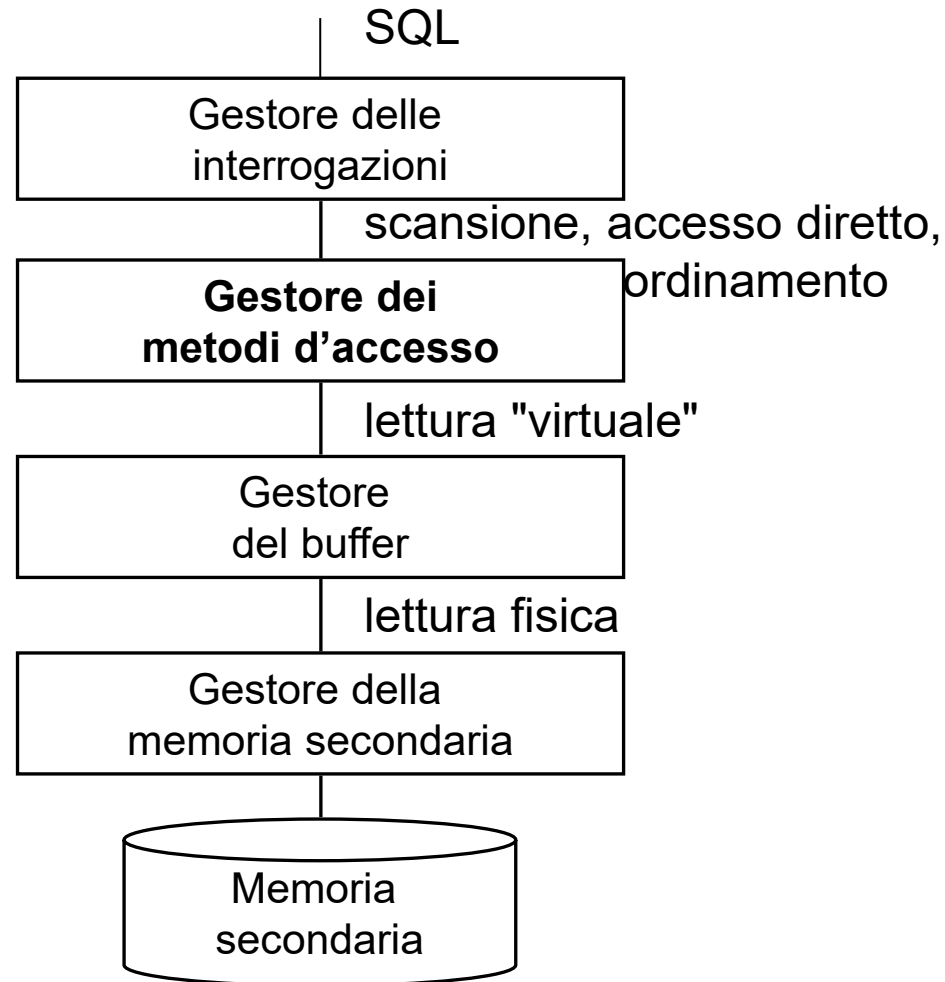 SQL
Gestore delle
interrogazioni
scansione, accesso diretto,
ordinamento
Gestore dei
metodi d’accesso
lettura "virtuale"
Gestore
del buffer
lettura fisica
Gestore della
memoria secondaria
Memoria
secondaria